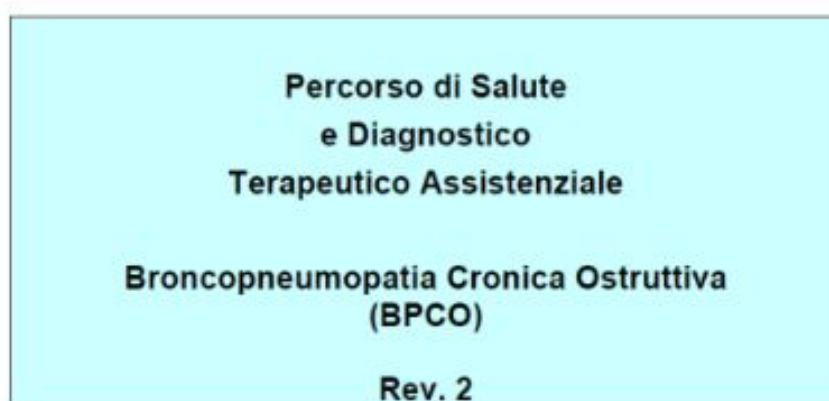 Percorso di Salute
e Diagnostico
Terapeutico Assistenziale
Broncopneumopatia Cronica Ostruttiva
(BPCO)
Rev. 2